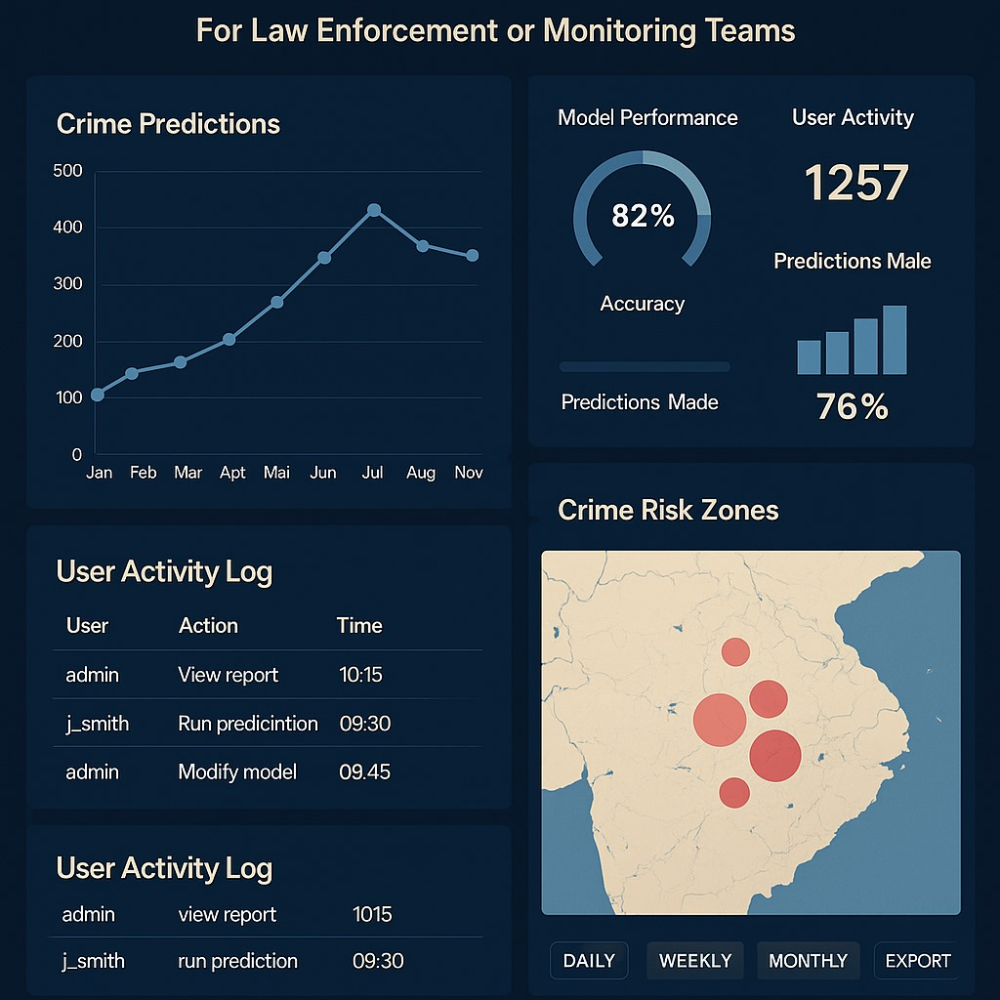 For Law Enforcement or Monitoring Teams
Crime Predictions
500
400
300
200
100
0
Jan Feb Mar Apt Mai Jun Jul Aug Nov
Model Performance
82%
Accuracy
Predictions Made
User Activity
1257
Predictions Male
76%
User Activity Log
User Action Time
admin View report 10:15
j_smith Run predicintion 09:30
admin Modify model 09.45
User Activity Log
admin view report 1015
j_smith run prediction 09:30
Crime Risk Zones
DAILY WEEKLY MONTHLY EXPORT